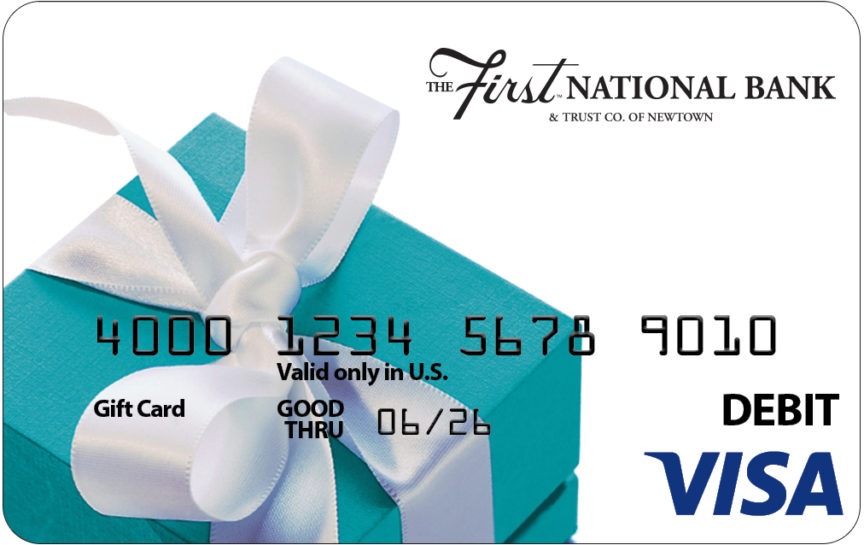 THE First™ NATIONAL BANK
& TRUST CO. OF NEWTOWN
4000 1234 5678 9010
Valid only in U.S.
Gift Card
GOOD THRU 06/26
DEBIT
VISA